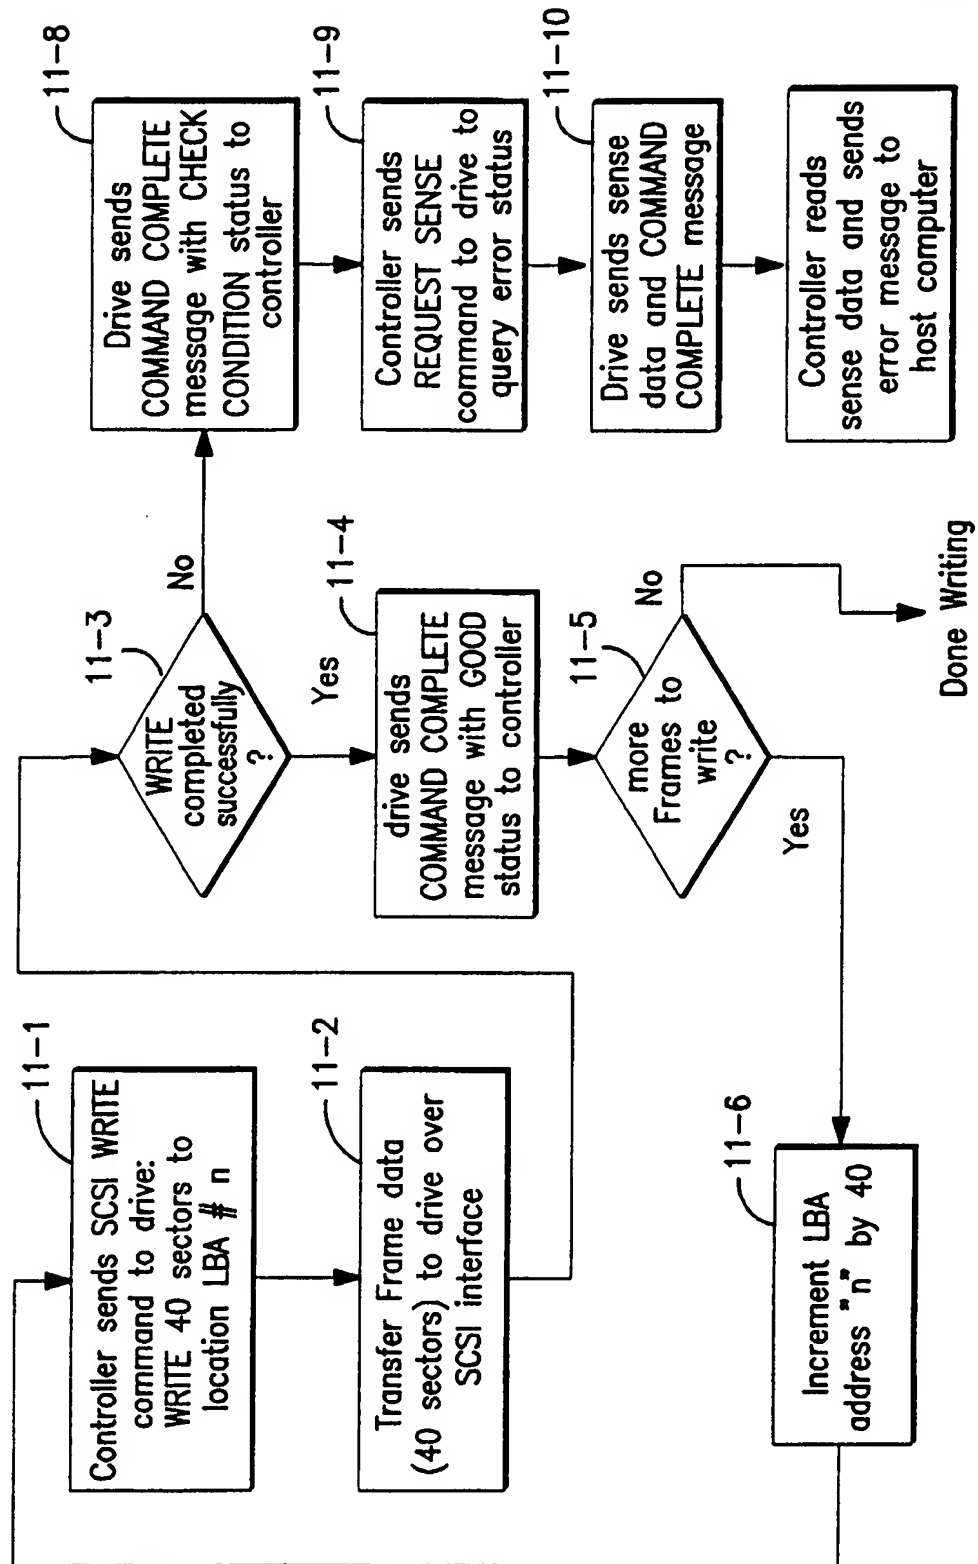 11-1
Controller sends SCSI WRITE
command to drive:
WRITE 40 sectors to
location LBA # n
11-2
Transfer Frame data
(40 sectors) to drive over
SCSI interface
11-3
WRITE
completed
successfully
?
No
Yes
11-4
drive sends
COMMAND COMPLETE
message with GOOD
status to controller
11-5
more
Frames to
write
?
No
Done Writing
Yes
11-6
Increment LBA
address "n" by 40
11-8
Drive sends
COMMAND COMPLETE
message with CHECK
CONDITION status to
controller
11-9
Controller sends
REQUEST SENSE
command to drive to
query error status
11-10
Drive sends sense
data and COMMAND
COMPLETE message
Controller reads
sense data and sends
error message to
host computer